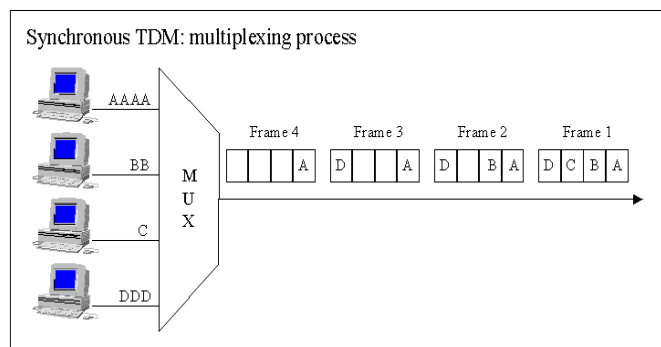 Synchronous TDM: multiplexing process
AAAA
BB
C
DDD
M
U
X
Frame 4 Frame 3 Frame 2 Frame 1
A D A D B A D C B A